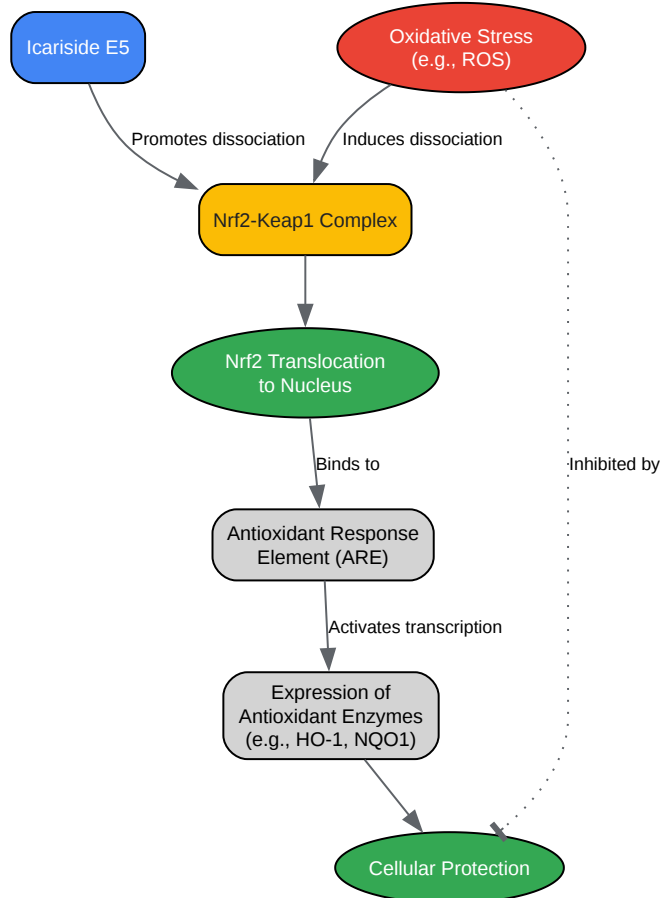 Icariside E5
Oxidative Stress
(e.g., ROS)
Promotes dissociation
Induces dissociation
Nrf2-Keap1 Complex
Nrf2 Translocation
to Nucleus
Binds to
Inhibited by
Antioxidant Response
Element (ARE)
Activates transcription
Expression of
Antioxidant Enzymes
(e.g., HO-1, NQO1)
Cellular Protection